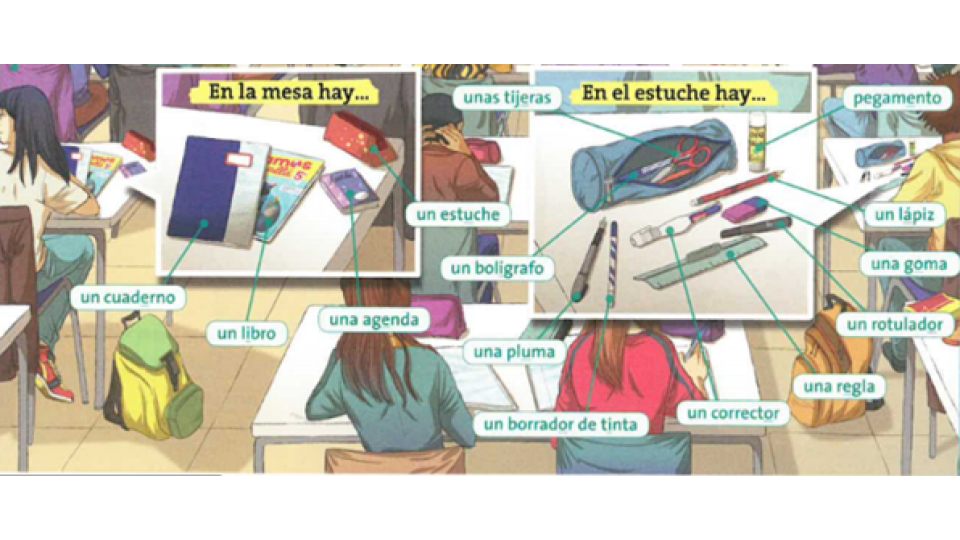 En la mesa hay...
unas tijeras
En el estuche hay...
pegamento
un estuche
un lápiz
un bolígrafo
una goma
un cuaderno
un libro
una agenda
una pluma
un rotulador
una regla
un borrador de tinta
un corrector